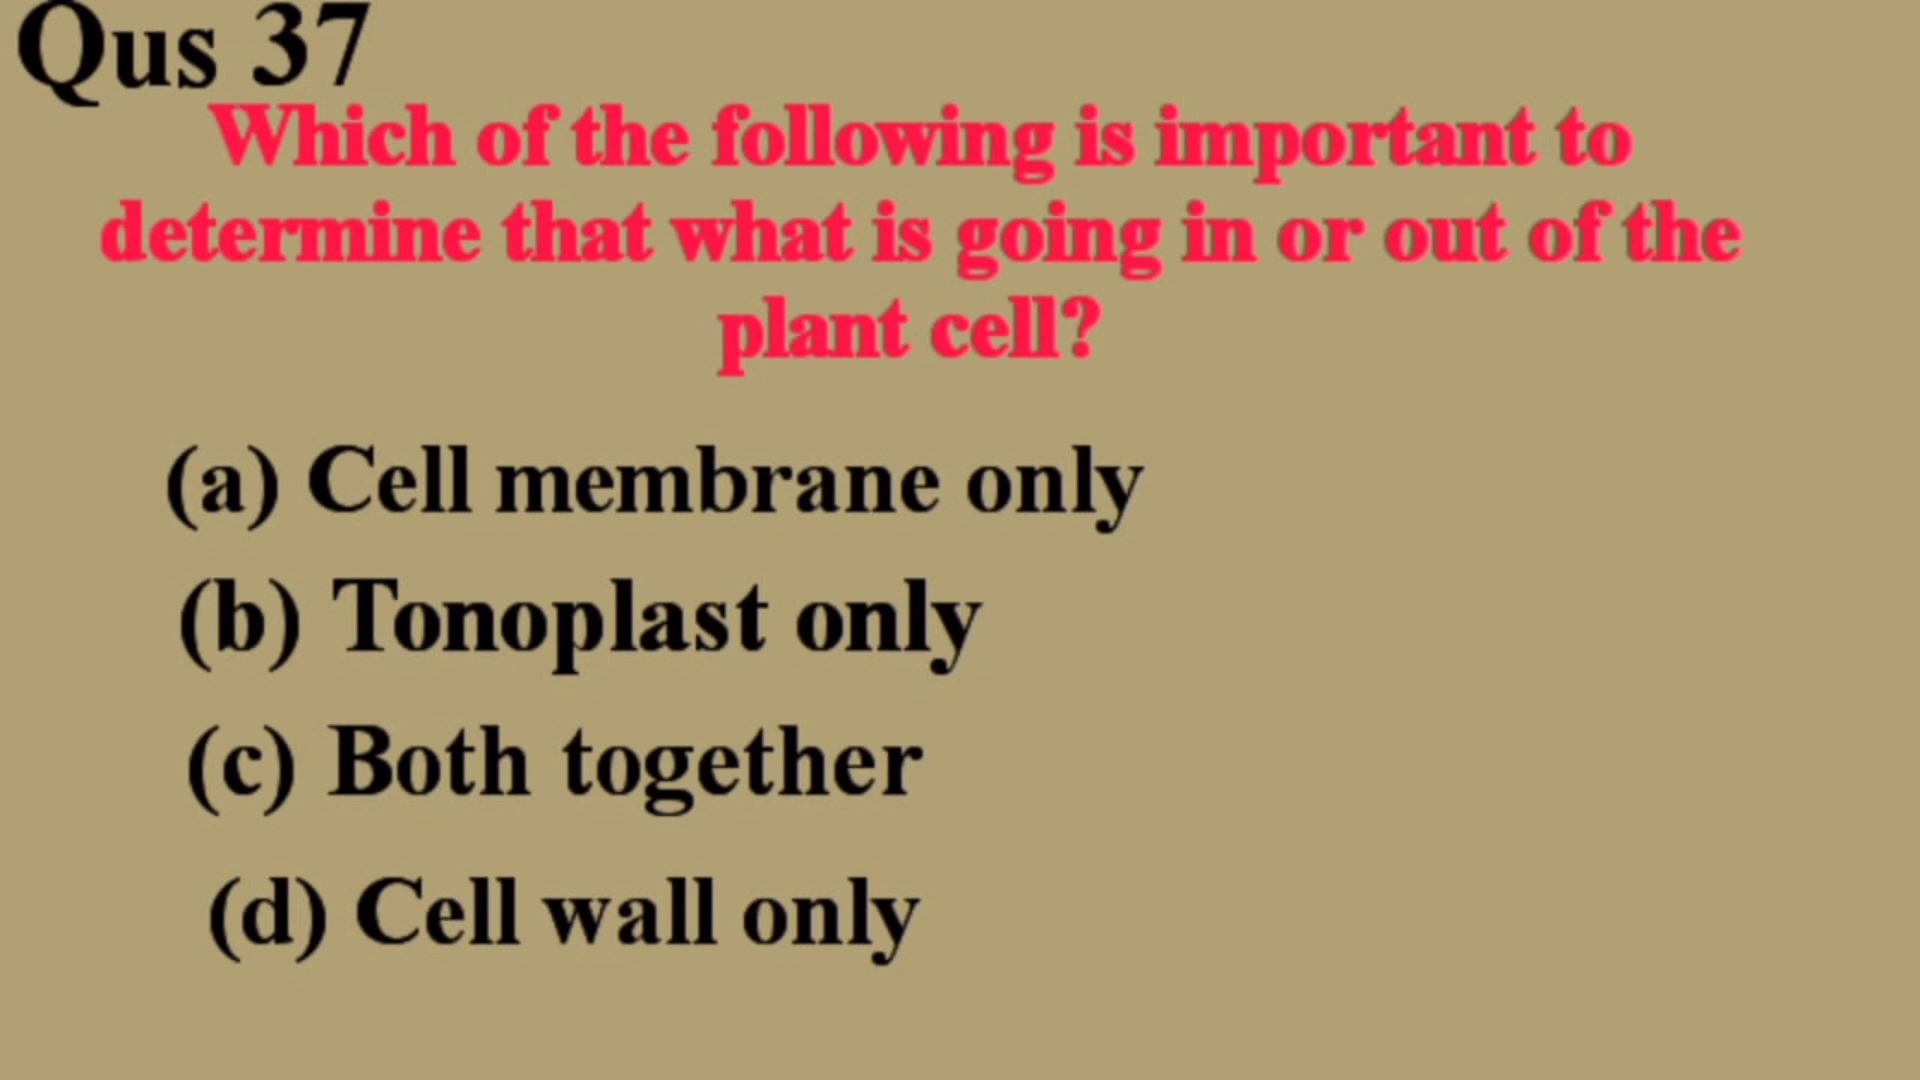 Qus 37
Which of the following is important to
determine that what is going in or out of the
plant cell?
(a) Cell membrane only
(b) Tonoplast only
(c) Both together
(d) Cell wall only